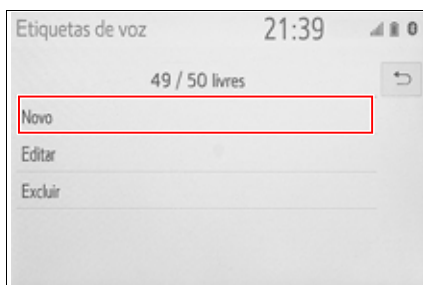 Etiquetas de voz 21:39
49 / 50 livres
Novo
Editar
Excluir